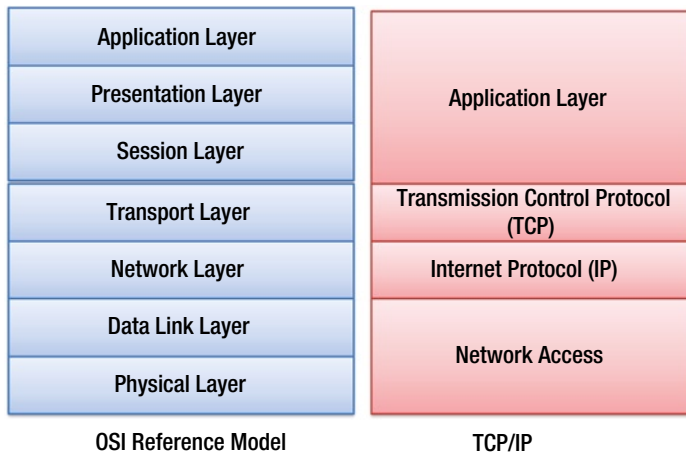 Application Layer
Presentation Layer
Session Layer
Transport Layer
Network Layer
Data Link Layer
Physical Layer
OSI Reference Model
Application Layer
Transmission Control Protocol
(TCP)
Internet Protocol (IP)
Network Access
TCP/IP